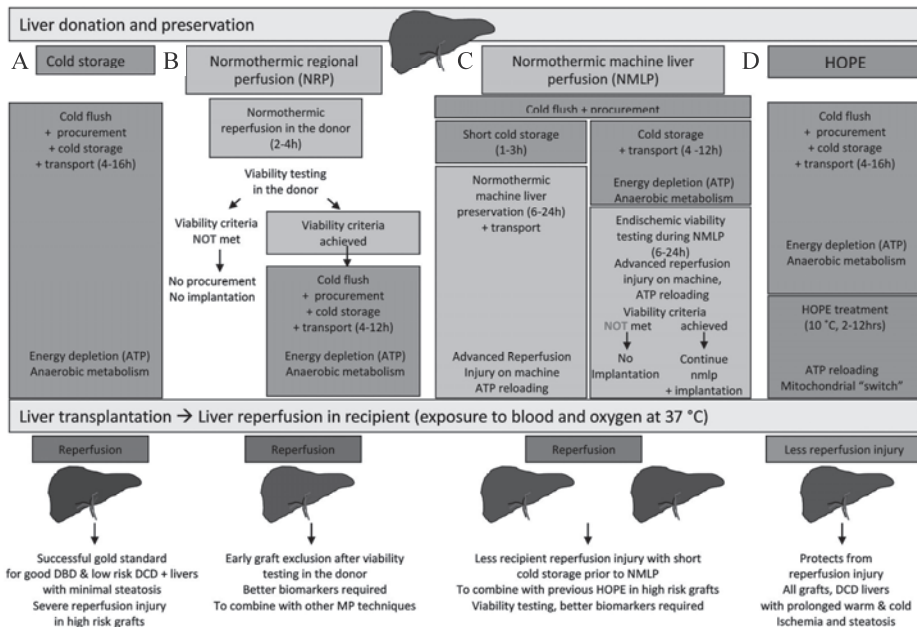 Liver donation and preservation
A Cold storage
Cold flush
+ procurement
+ cold storage
+ transport (4-16h)
Energy depletion (ATP)
Anaerobic metabolism
B Normothermic regional
perfusion (NRP)
Normothermic
reperfusion in the donor
(2-4h)
Viability testing
in the donor
Viability criteria
NOT met
No procurement
No implantation
Viability criteria
achieved
Cold flush
+ procurement
+ cold storage
+ transport (4-12h)
Energy depletion (ATP)
Anaerobic metabolism
C Normothermic machine liver
perfusion (NMLP)
Cold flush + procurement
Short cold storage
(1-3h)
Normothermic
machine liver
preservation (6-24h)
+ transport
Advanced Reperfusion
Injury on machine
ATP reloading
Cold storage
+ transport (4 -12h)
Energy depletion (ATP)
Anaerobic metabolism
Endischemic viability
testing during NMLP
(6-24h)
Advanced reperfusion
injury on machine,
ATP reloading
Viability criteria
NOT met
achieved
No
Implantation
Continue
nmlp
+ implantation
D HOPE
Cold flush
+ procurement
+ cold storage
+ transport (4-16h)
Energy depletion (ATP)
Anaerobic metabolism
HOPE treatment
(10 ˚C, 2-12hrs)
ATP reloading
Mitochondrial “switch”
Liver transplantation → Liver reperfusion in recipient (exposure to blood and oxygen at 37 °C)
Reperfusion
Successful gold standard
for good DBD & low risk DCD + livers
with minimal steatosis
Severe reperfusion injury
in high risk grafts
Early graft exclusion after viability
testing in the donor
Better biomarkers required
To combine with other MP techniques
Reperfusion
Less recipient reperfusion injury with short
cold storage prior to NMLP
To combine with previous HOPE in high risk grafts
Viability testing, better biomarkers required
Less reperfusion injury
Protects from
reperfusion injury
All grafts, DCD livers
with prolonged warm & cold
Ischemia and steatosis